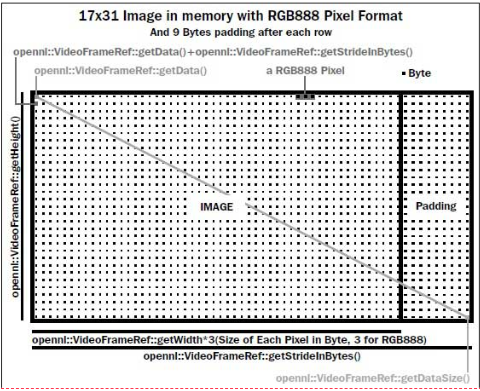 17x31 Image in memory with RGB888 Pixel Format
And 9 Bytes padding after each row
openni::VideoFrameRef::getData()+openni::VideoFrameRef::getStrideInBytes()
openni::VideoFrameRef::getData()
a RGB888 Pixel
Byte
openni::VideoFrameRef::getHeight()
IMAGE
Padding
openni::VideoFrameRef::getWidth*3(Size of Each Pixel in Byte, 3 for RGB888)
openni::VideoFrameRef::getStrideInBytes()
openni::VideoFrameRef::getDataSize()